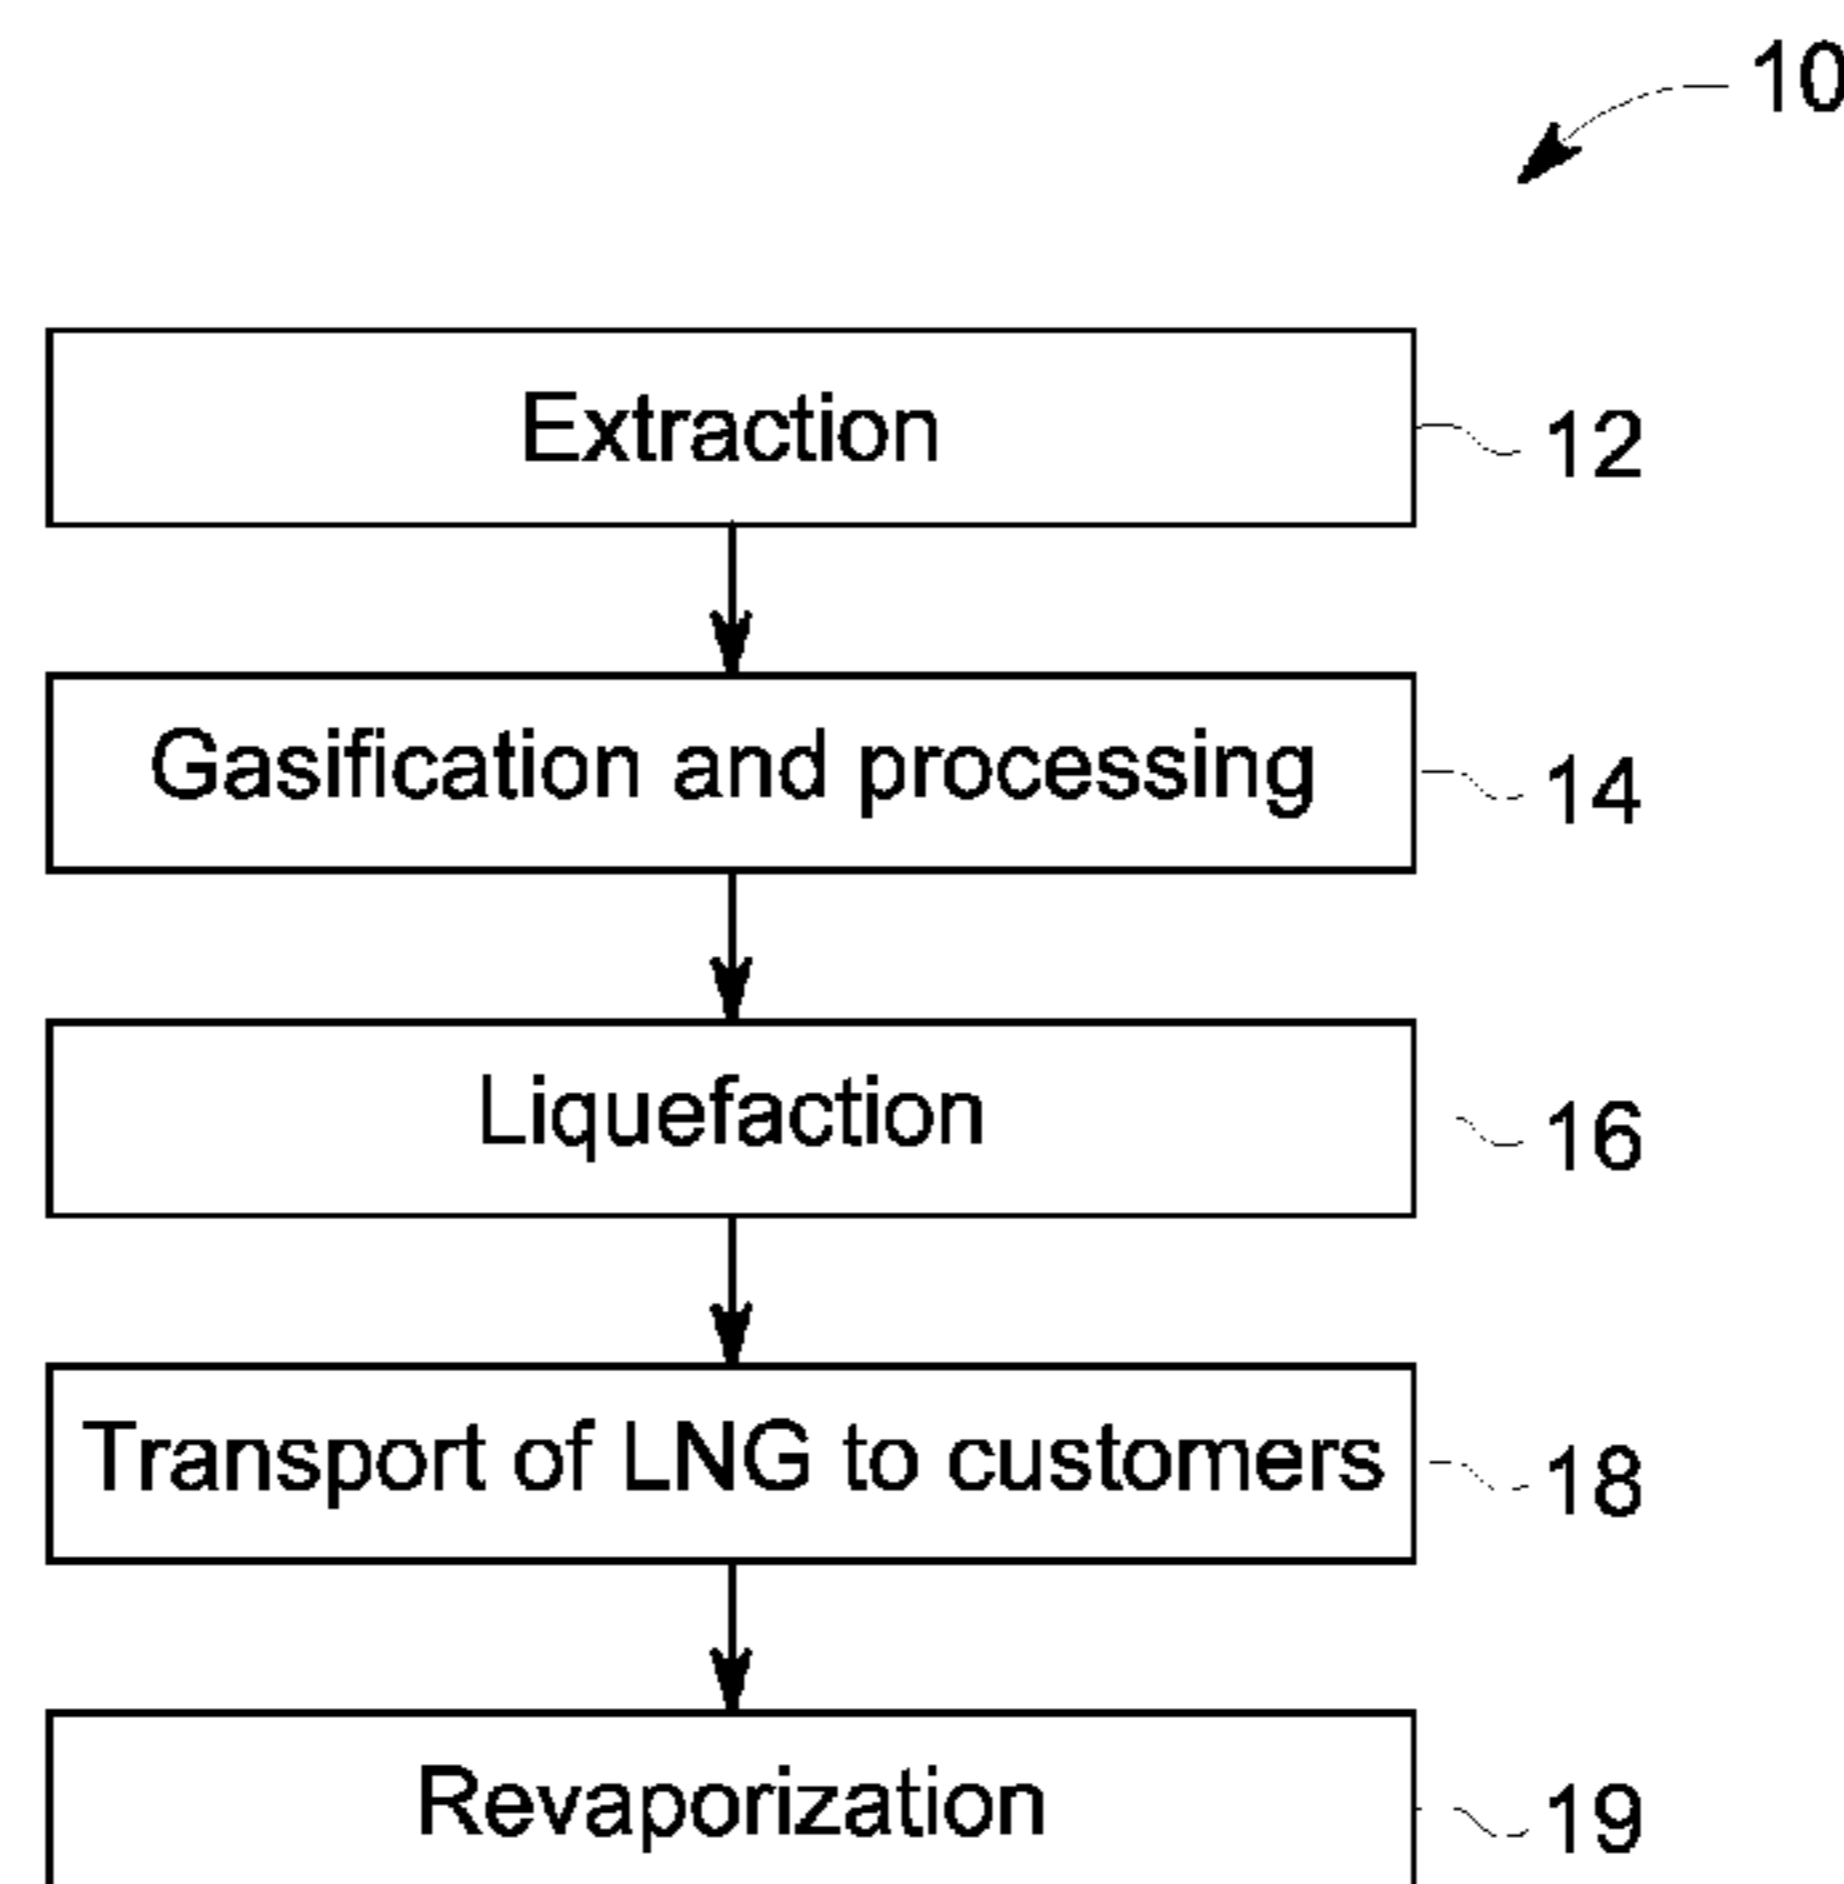 10
Extraction 12
Gasification and processing 14
Liquefaction 16
Transport of LNG to customers 18
Revaporization 19